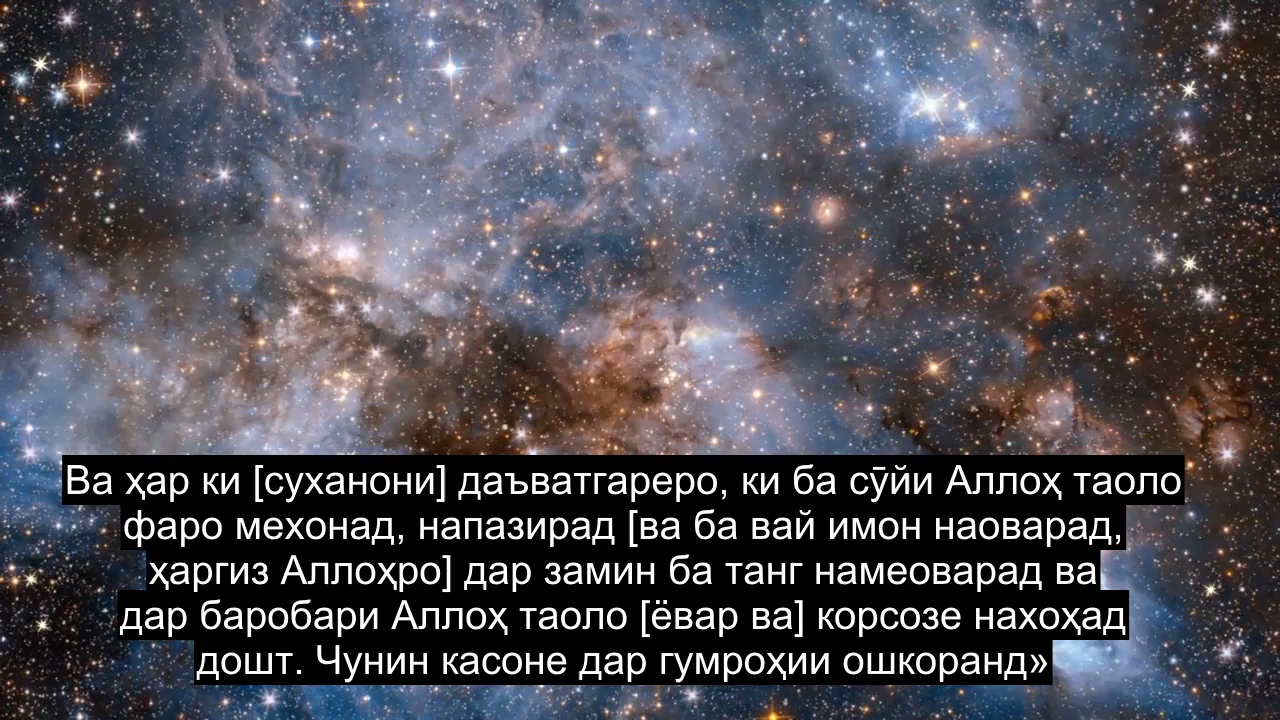 Ва ҳар ки [суханони] даъватгареро, ки ба сӯйи Аллоҳ таоло
фаро мехонад, напазирад [ва ба вай имон наоварад,
ҳаргиз Аллоҳро] дар замин ба танг намеоварад ва
дар баробари Аллоҳ таоло [ёвар ва] корсозе нахоҳад
дошт. Чунин касоне дар гумроҳии ошкоранд»